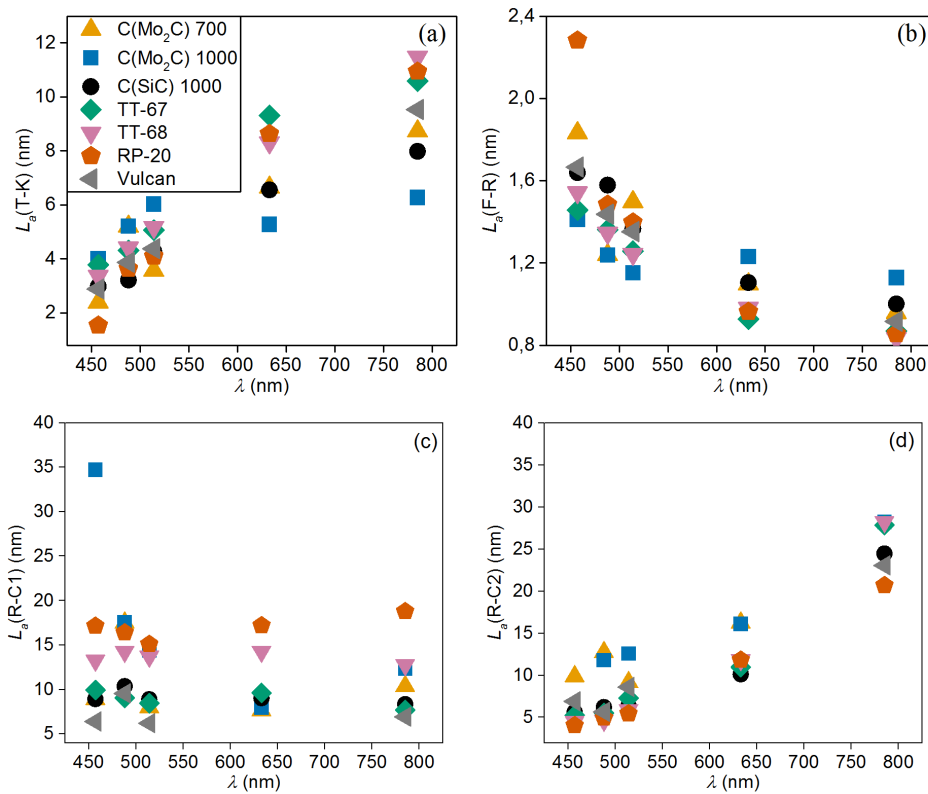 (a)
C(Mo₂C) 700
C(Mo₂C) 1000
C(SiC) 1000
TT-67
TT-68
RP-20
Vulcan
12
10
8
6
4
2
Lₐ(T-K) (nm)
450 500 550 600 650 700 750 800
λ (nm)
(b)
2,4
2,0
1,6
1,2
0,8
Lₐ(F-R) (nm)
450 500 550 600 650 700 750 800
λ (nm)
(c)
40
35
30
25
20
15
10
5
Lₐ(R-C1) (nm)
450 500 550 600 650 700 750 800
λ (nm)
(d)
40
35
30
25
20
15
10
5
Lₐ(R-C2) (nm)
450 500 550 600 650 700 750 800
λ (nm)